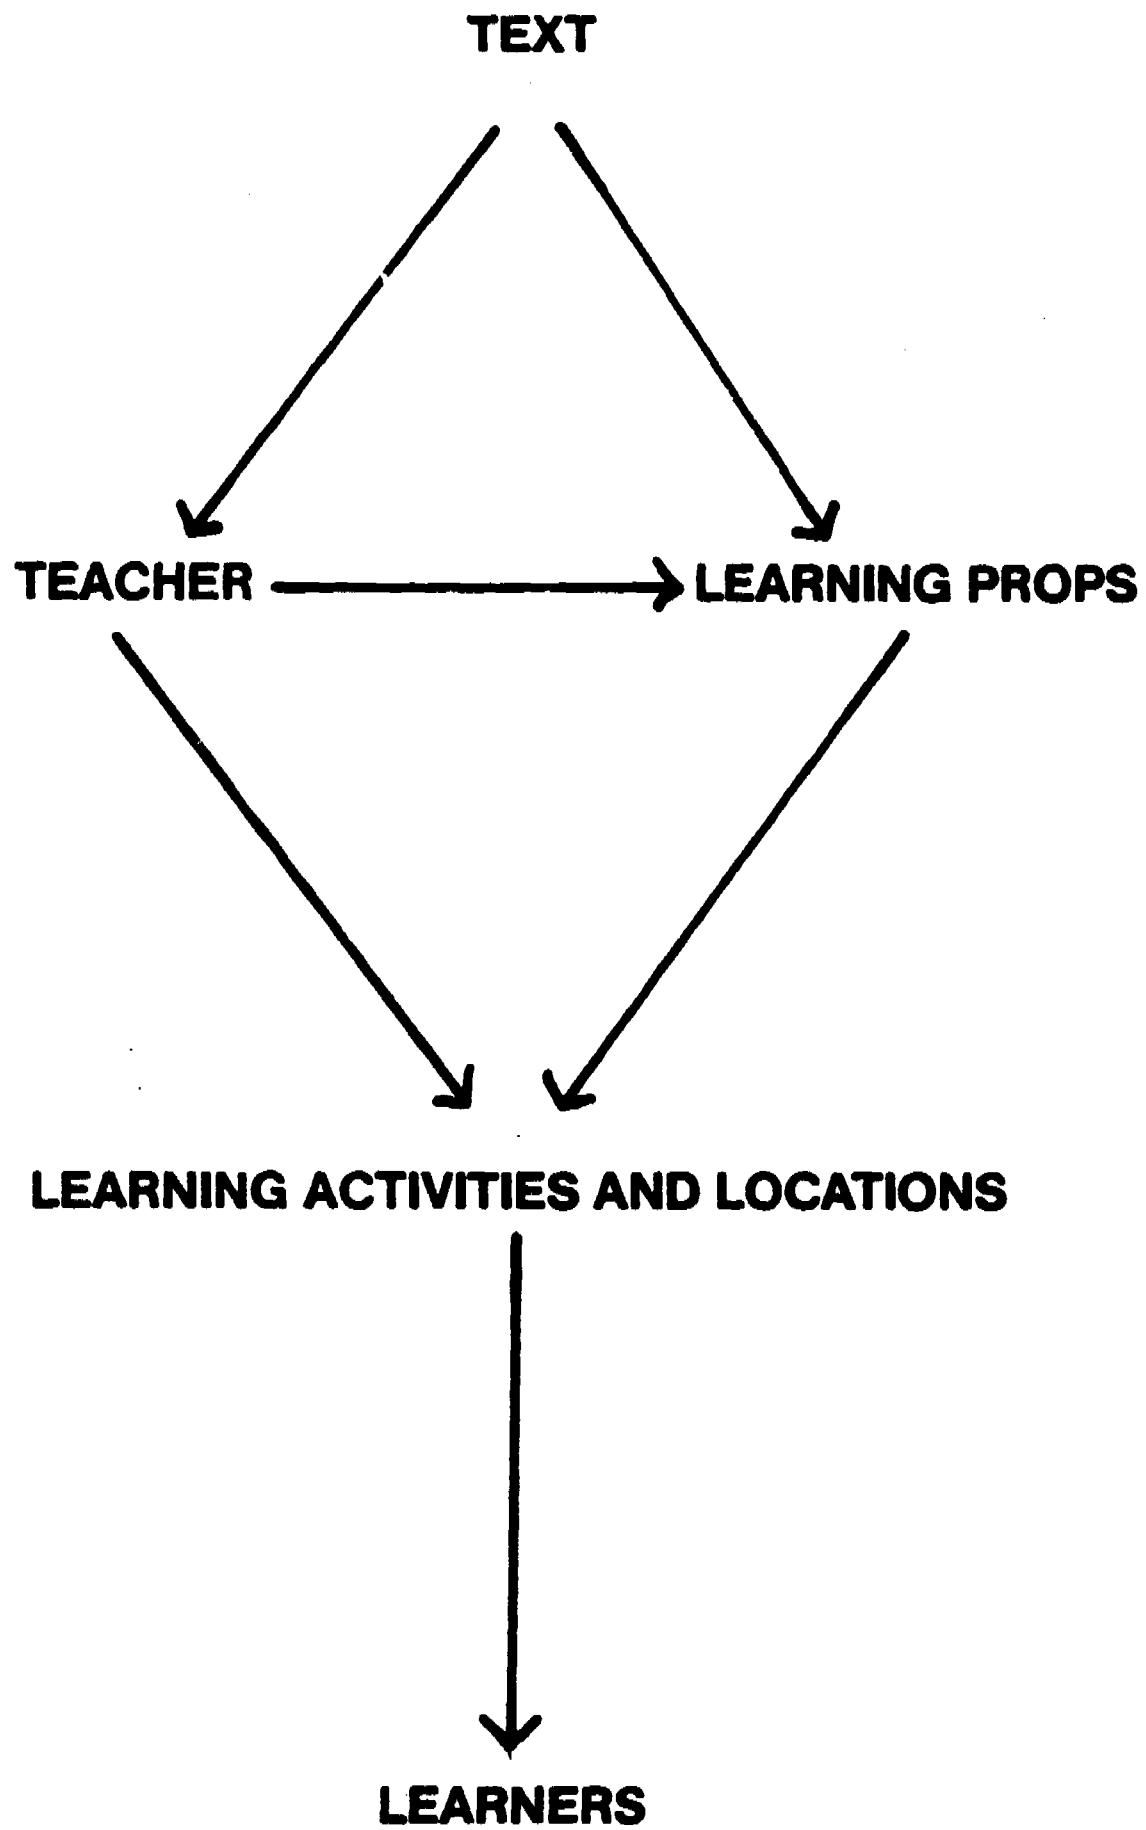 TEXT
TEACHER
LEARNING PROPS
LEARNING ACTIVITIES AND LOCATIONS
LEARNERS